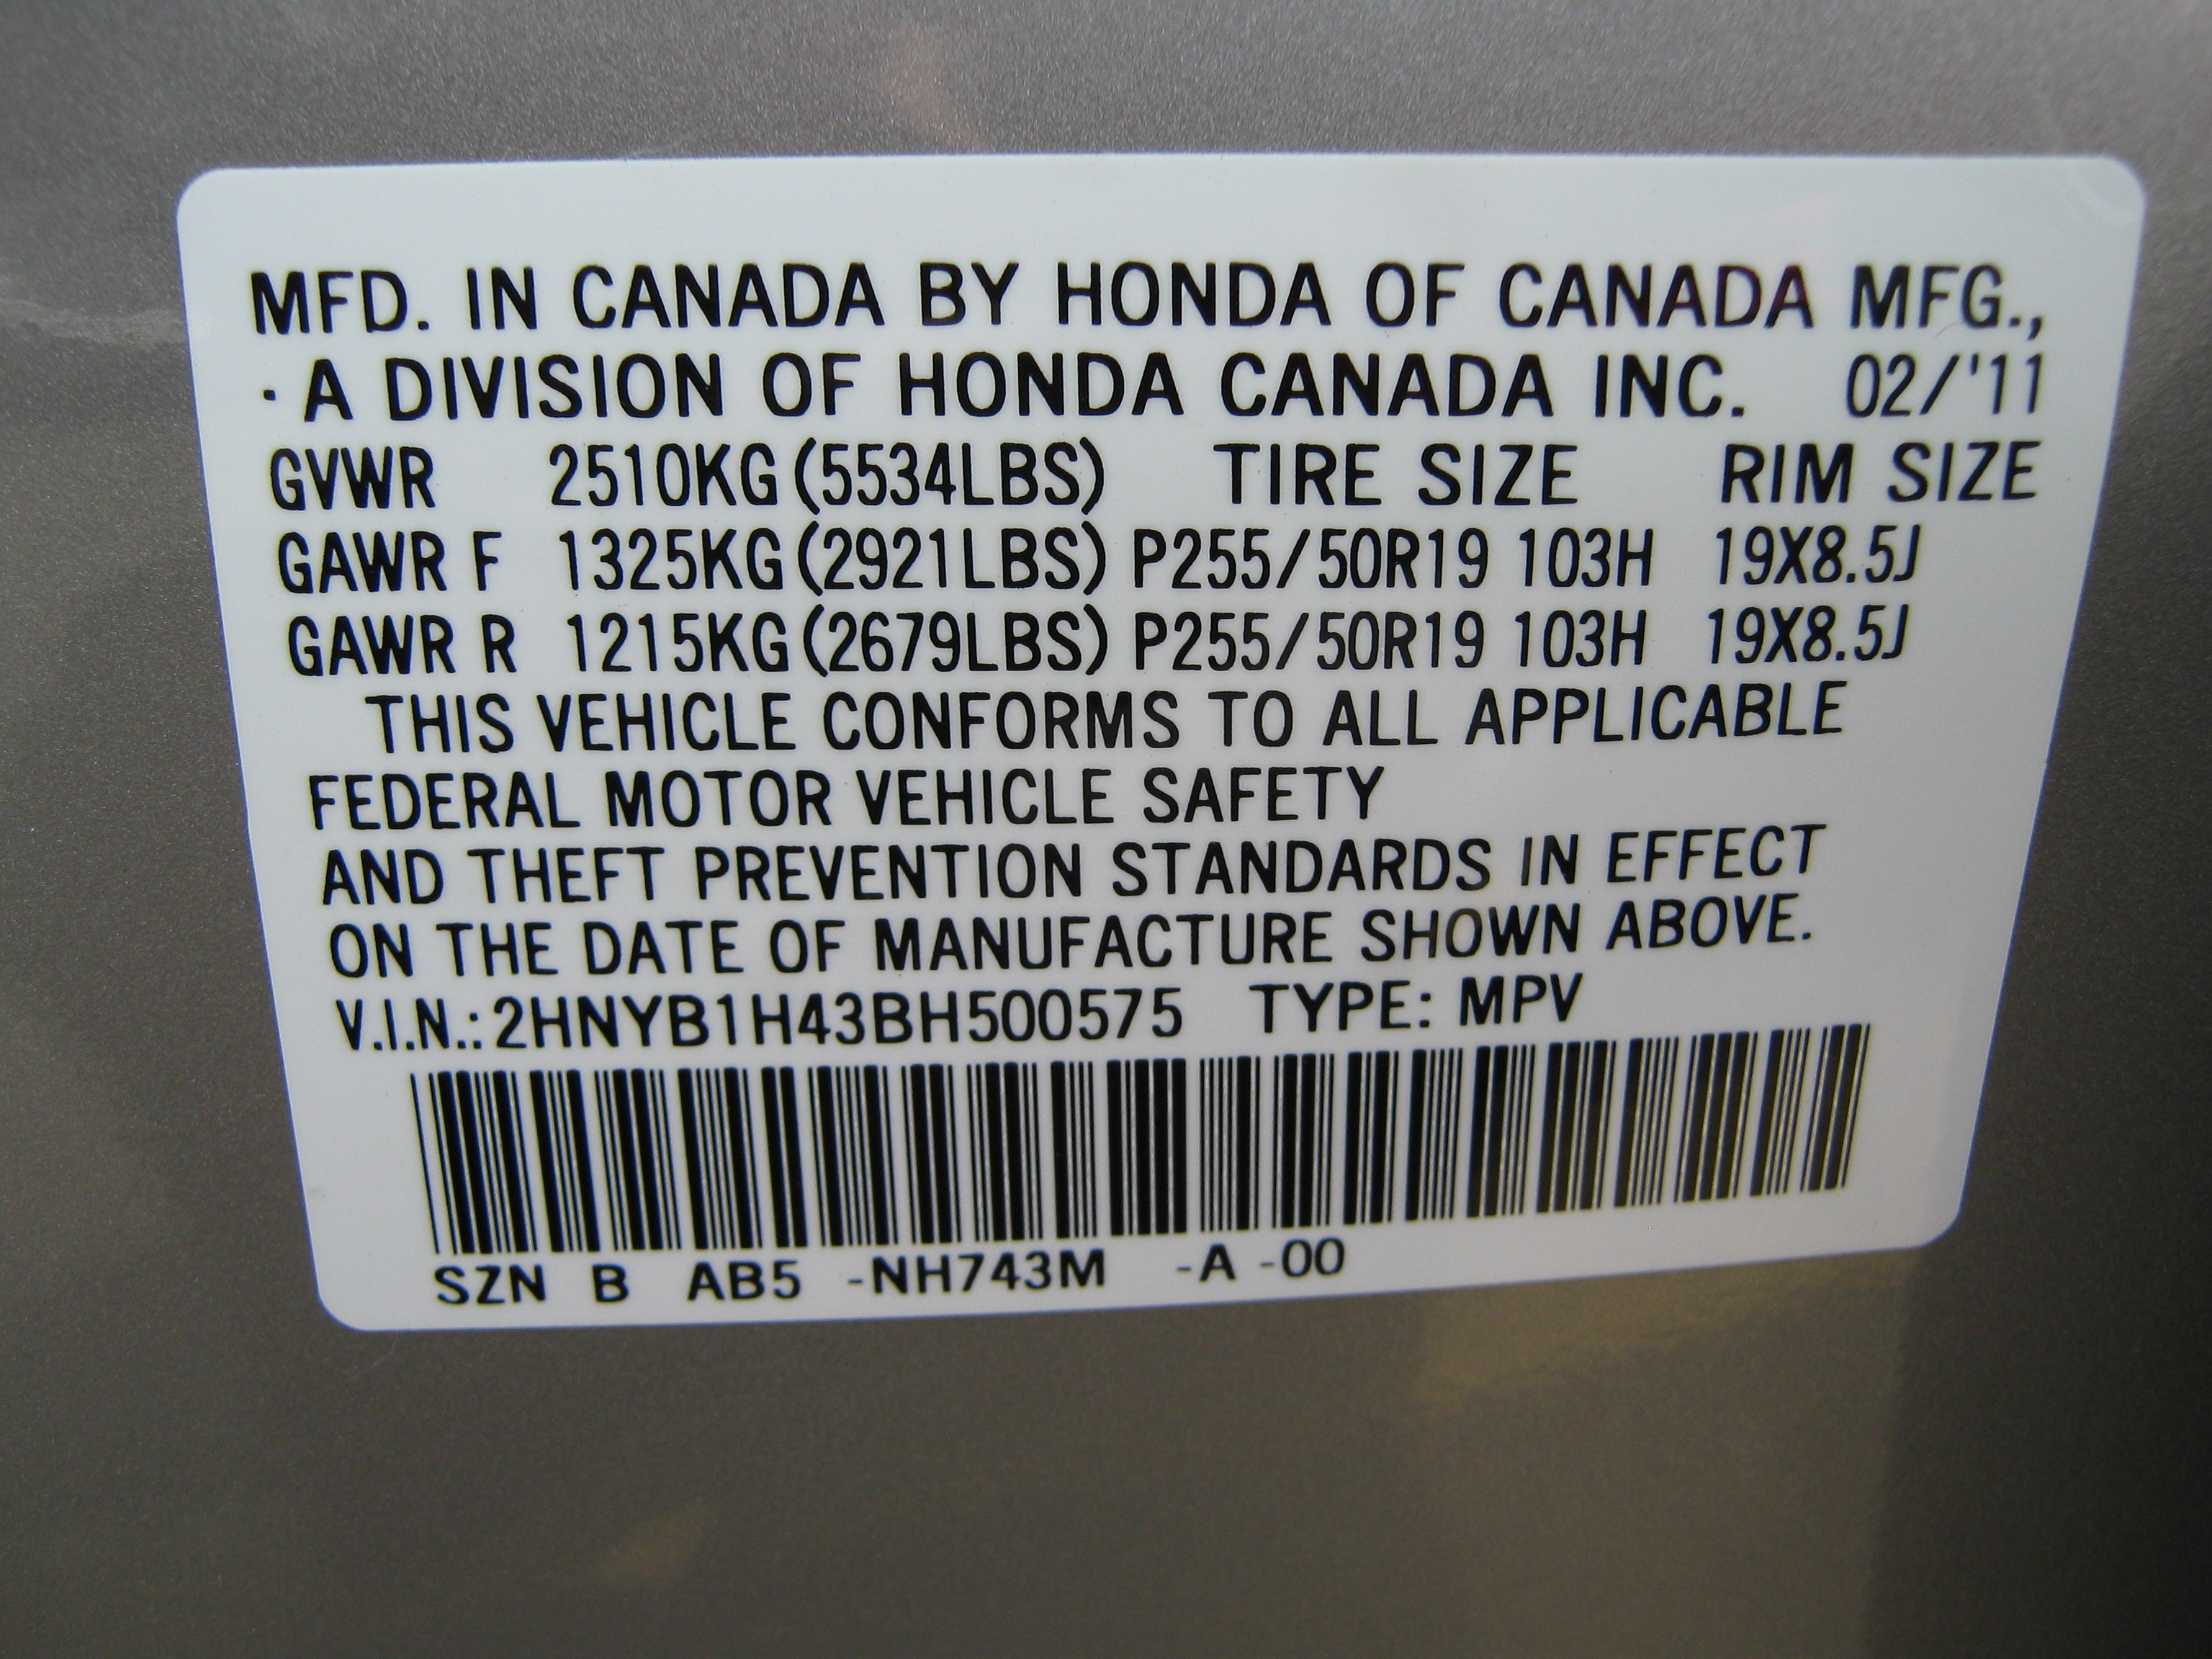 MFD. IN CANADA BY HONDA OF CANADA MFG.,
· A DIVISION OF HONDA CANADA INC. 02/'11
GVWR 2510KG (5534LBS) TIRE SIZE RIM SIZE
GAWR F 1325KG (2921LBS) P255/50R19 103H 19X8.5J
GAWR R 1215KG (2679LBS) P255/50R19 103H 19X8.5J
THIS VEHICLE CONFORMS TO ALL APPLICABLE
FEDERAL MOTOR VEHICLE SAFETY
AND THEFT PREVENTION STANDARDS IN EFFECT
ON THE DATE OF MANUFACTURE SHOWN ABOVE.
V.I.N.: 2HNYB1H43BH500575 TYPE: MPV
SZN B AB5 -NH743M -A -00